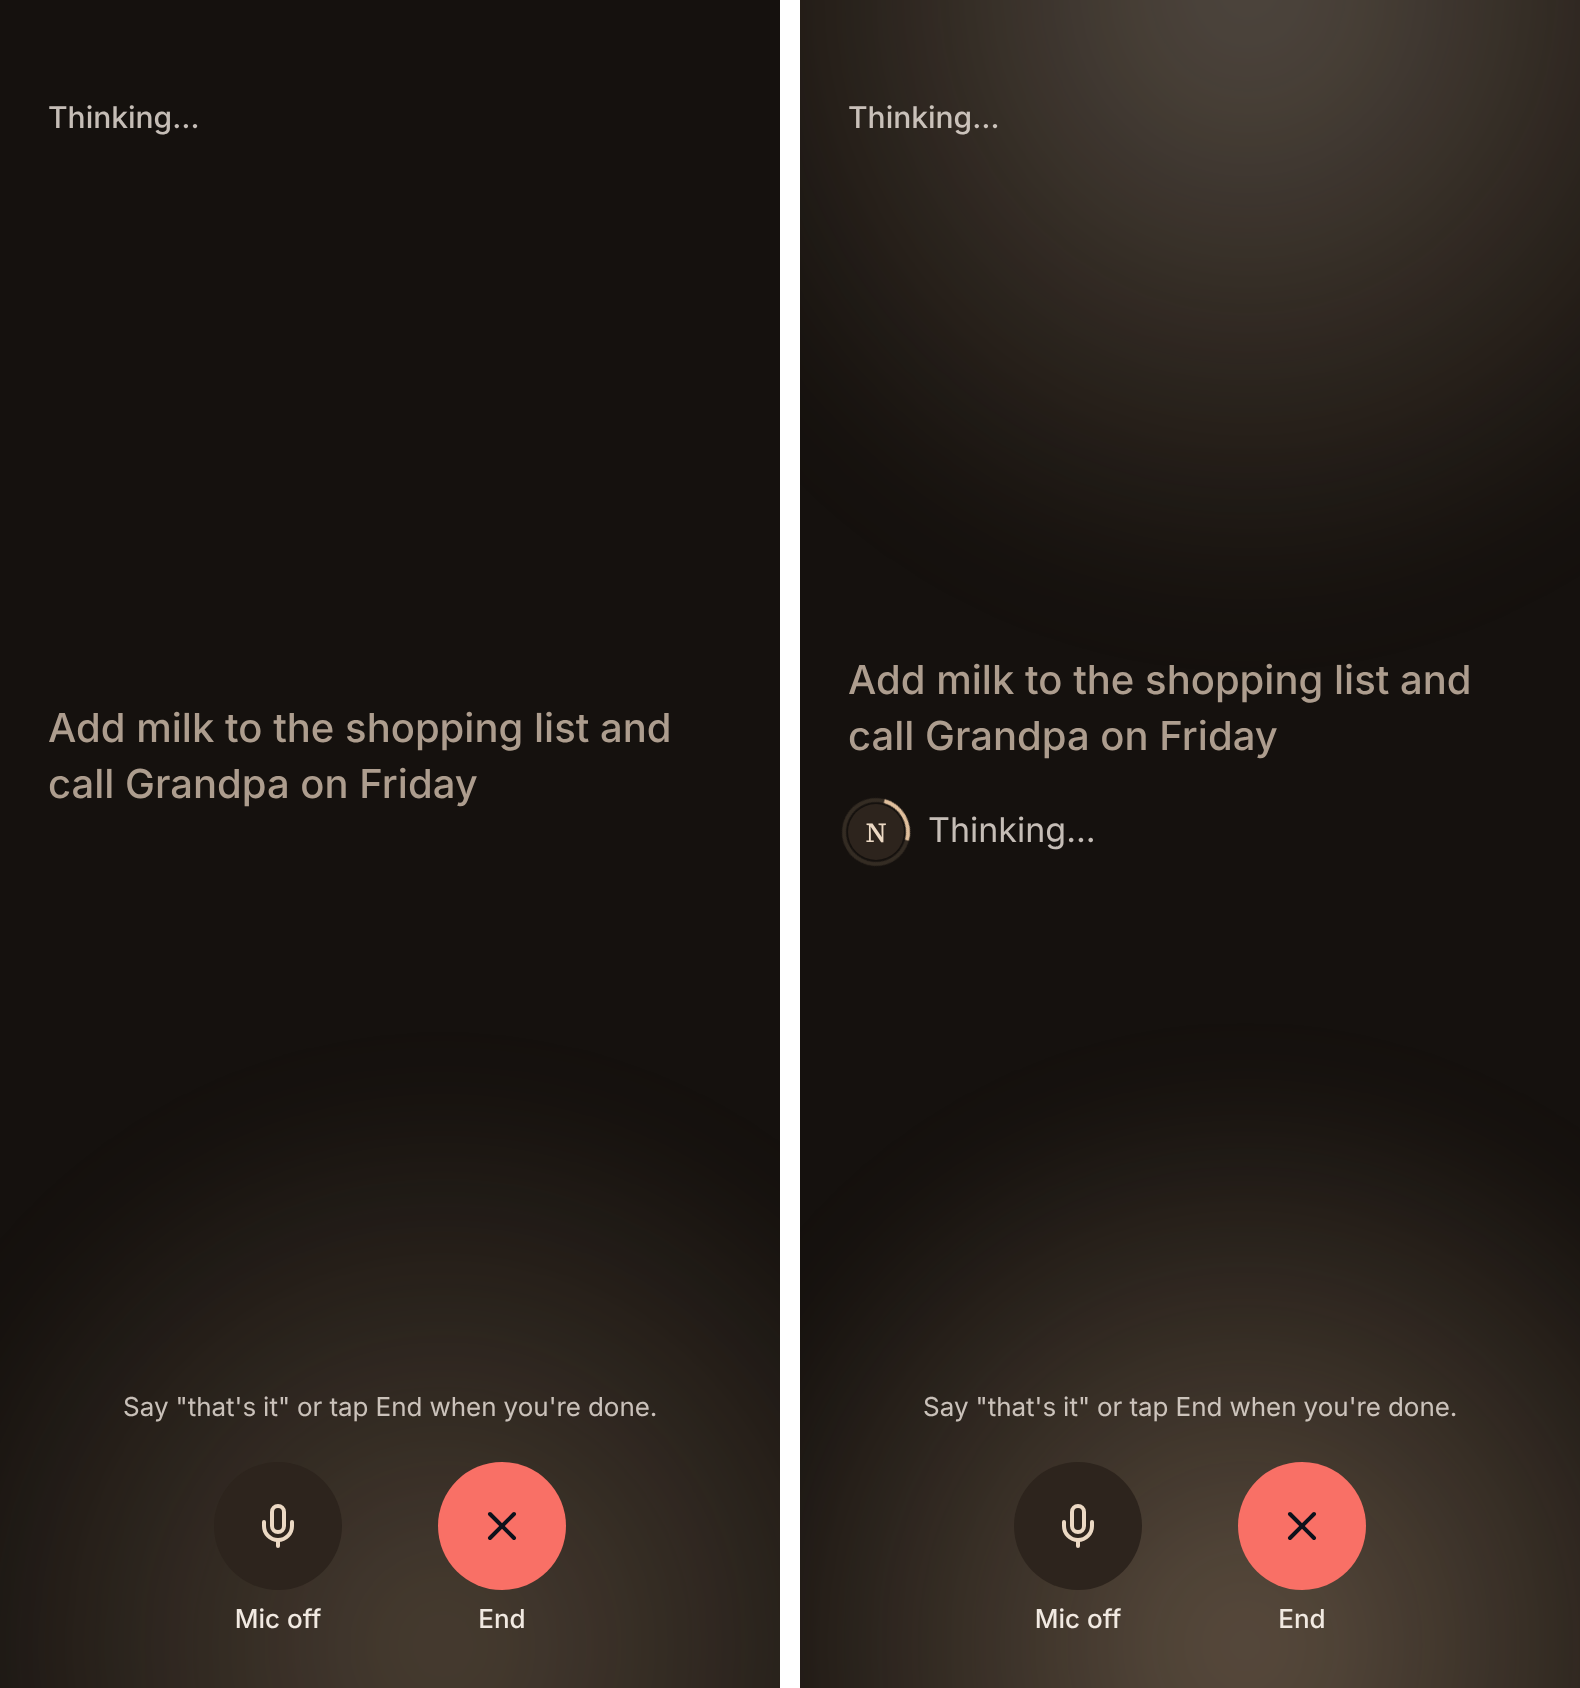 Thinking...
Add milk to the shopping list and
call Grandpa on Friday
Say "that's it" or tap End when you're done.
Mic off
End
Thinking...
Add milk to the shopping list and
call Grandpa on Friday
N
Thinking...
Say "that's it" or tap End when you're done.
Mic off
End